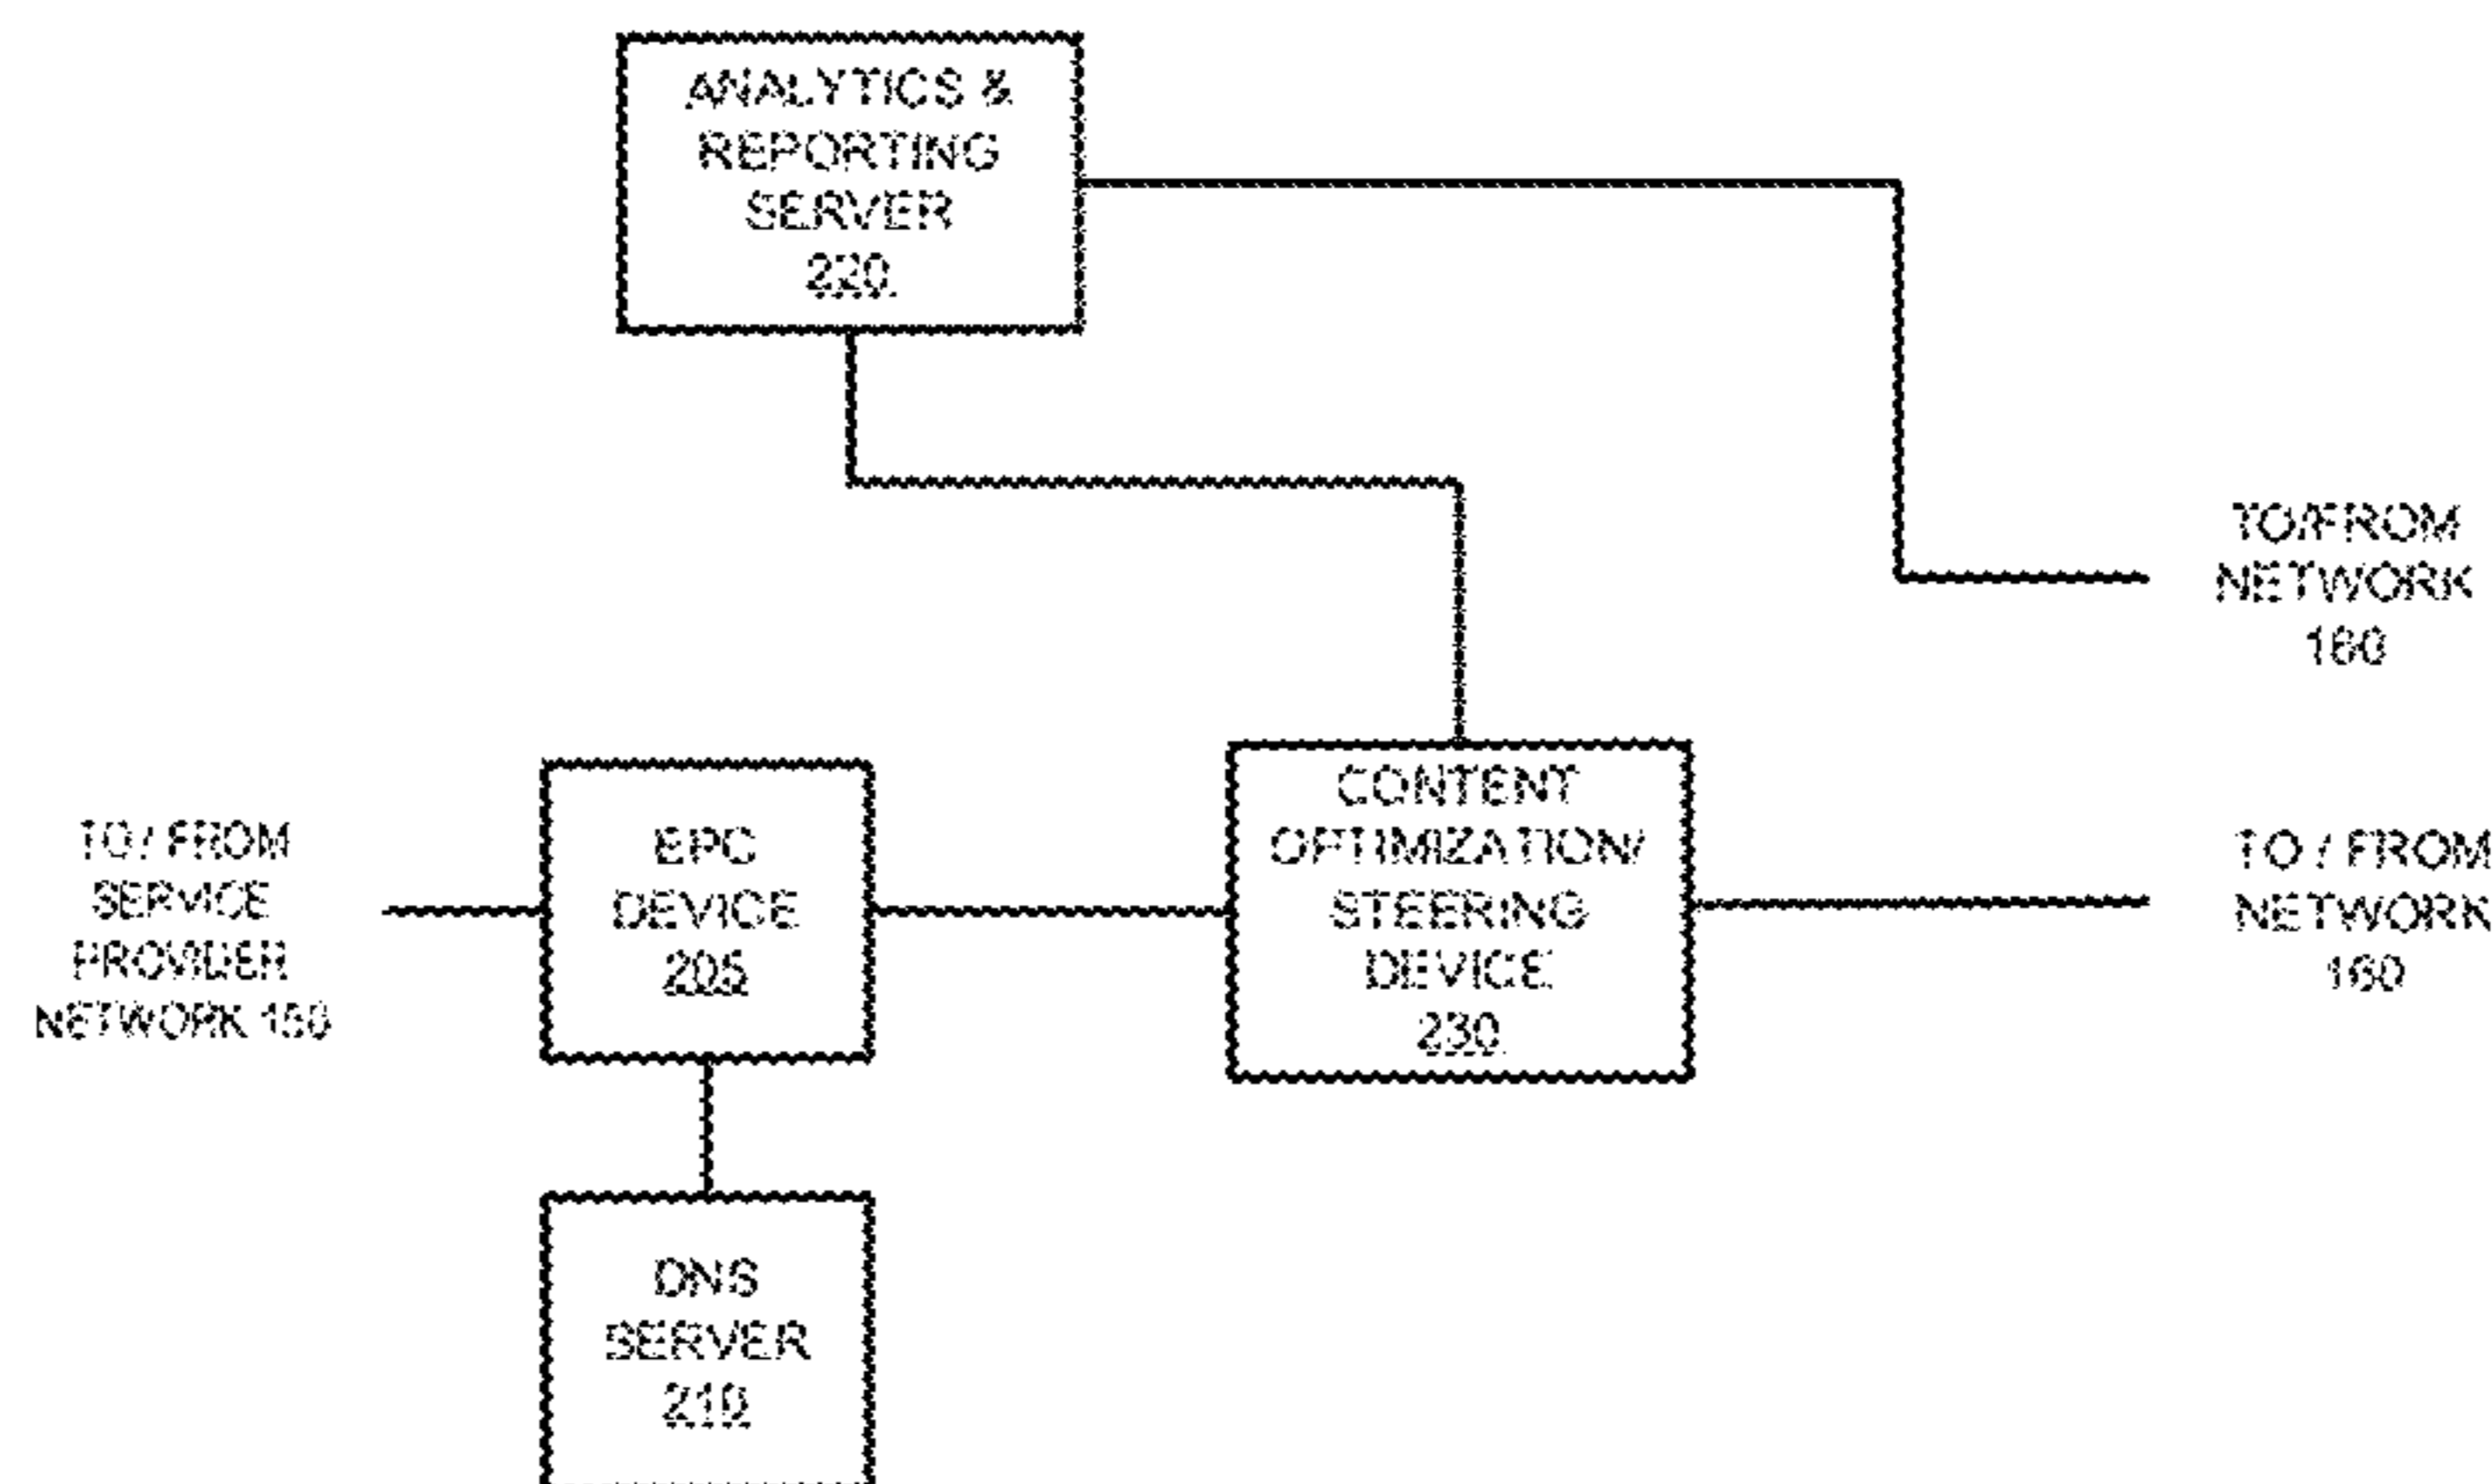 ANALYTICS &
REPORTING
SERVER
220
TO/FROM
NETWORK
160
TO / FROM
SERVICE
PROVIDER
NETWORK 150
EPC
DEVICE
205
CONTENT
OPTIMIZATION/
STEERING
DEVICE
230
TO / FROM
NETWORK
160
DNS
SERVER
210